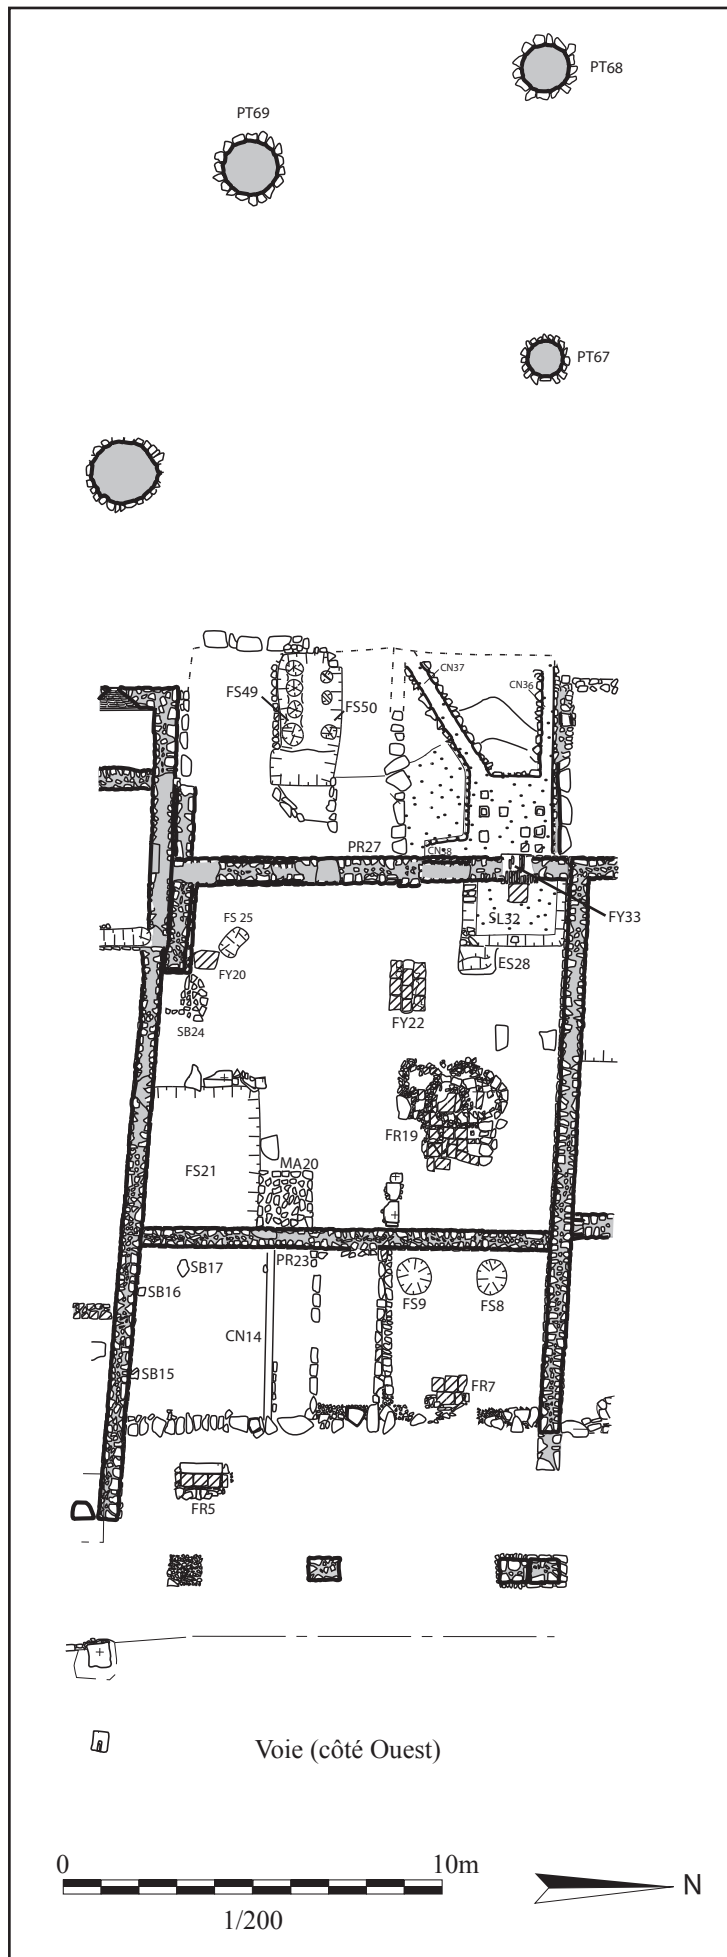 PT68
PT69
PT67
CN37
CN36
FS49
FS50
PR27
CN38
FS 25
SL32
FY33
FY20
ES28
FY22
SB24
FR19
FS21
MA20
PR23
SB17
SB16
FS9
FS8
CN14
SB15
FR7
FR5
Voie (côté Ouest)
0 10m
1/200
N